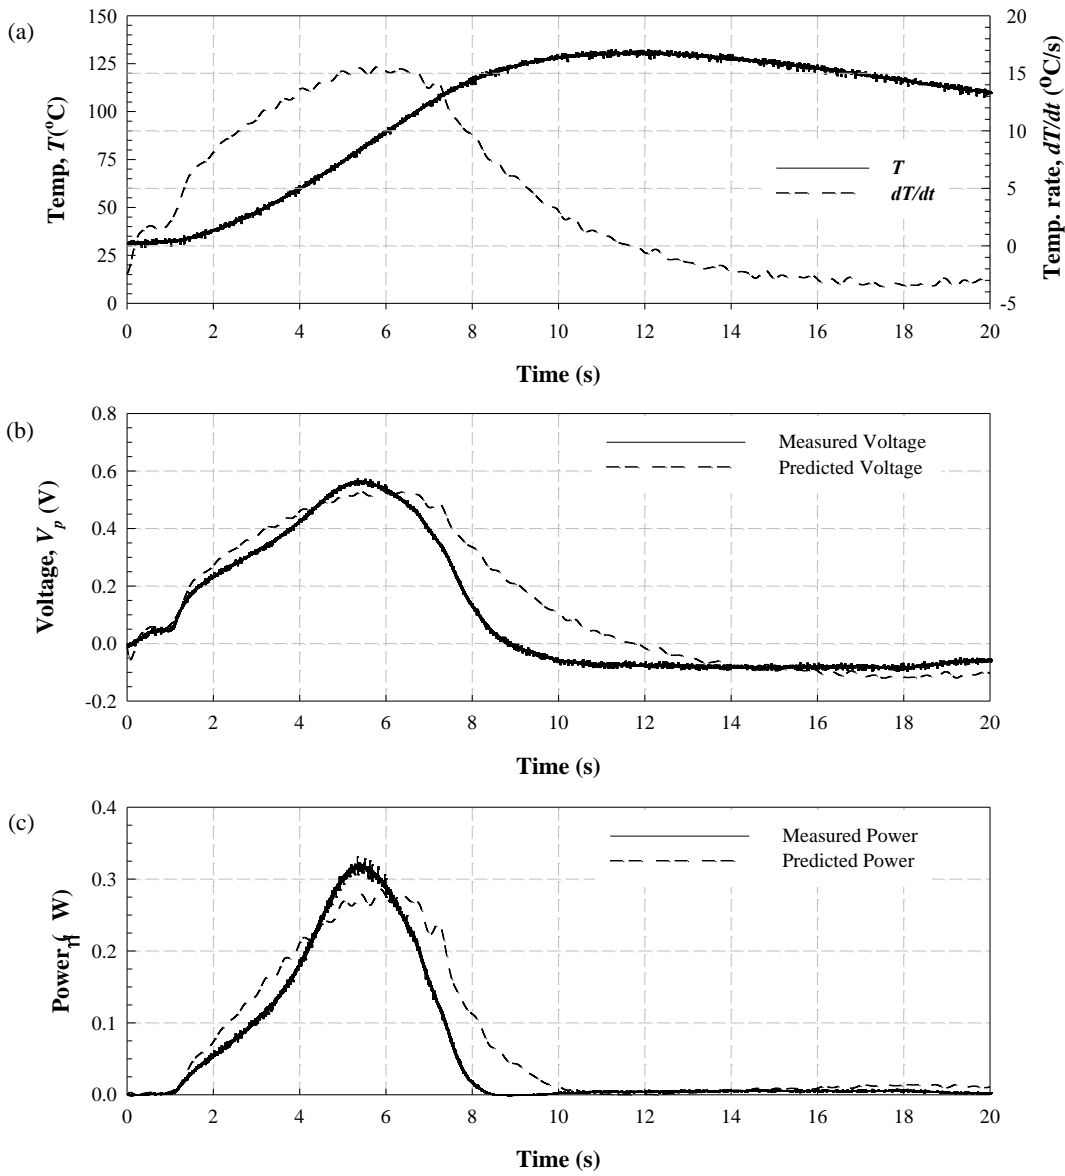 (a)
Temp, T(°C)
150
125
100
75
50
25
0
T
dT/dt
20
15
10
5
0
-5
Temp. rate, dT/dt (°C/s)
0 2 4 6 8 10 12 14 16 18 20
Time (s)
(b)
Voltage, Vp (V)
0.8
0.6
0.4
0.2
0.0
-0.2
Measured Voltage
Predicted Voltage
0 2 4 6 8 10 12 14 16 18 20
Time (s)
(c)
Power ( W)
0.4
0.3
0.2
0.1
0.0
Measured Power
Predicted Power
0 2 4 6 8 10 12 14 16 18 20
Time (s)